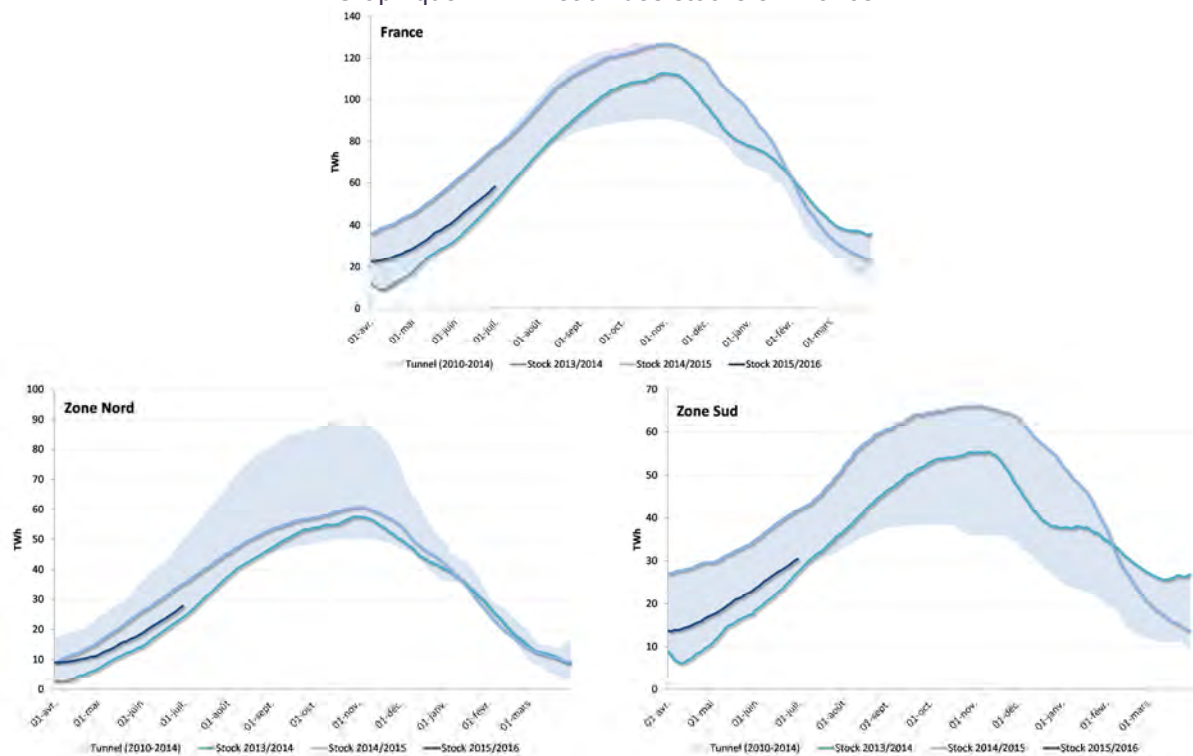 France
140
120
100
80
60
40
20
0
TWh
01-avr. 01-mai 01-juin 01-juil. 01-août 01-sept. 01-oct. 01-nov. 01-déc. 01-janv. 01-févr. 01-mars
Tunnel (2010-2014) Stock 2013/2014 Stock 2014/2015 Stock 2015/2016
Zone Nord
100
90
80
70
60
50
40
30
20
10
0
TWh
01-avr. 01-mai 01-juin 01-juil. 01-août 01-sept. 01-oct. 01-nov. 01-déc. 01-janv. 01-févr. 01-mars
Tunnel (2010-2014) Stock 2013/2014 Stock 2014/2015 Stock 2015/2016
Zone Sud
70
60
50
40
30
20
10
0
TWh
01-avr. 01-mai 01-juin 01-juil. 01-août 01-sept. 01-oct. 01-nov. 01-déc. 01-janv. 01-févr. 01-mars
Tunnel (2010-2014) Stock 2013/2014 Stock 2014/2015 Stock 2015/2016